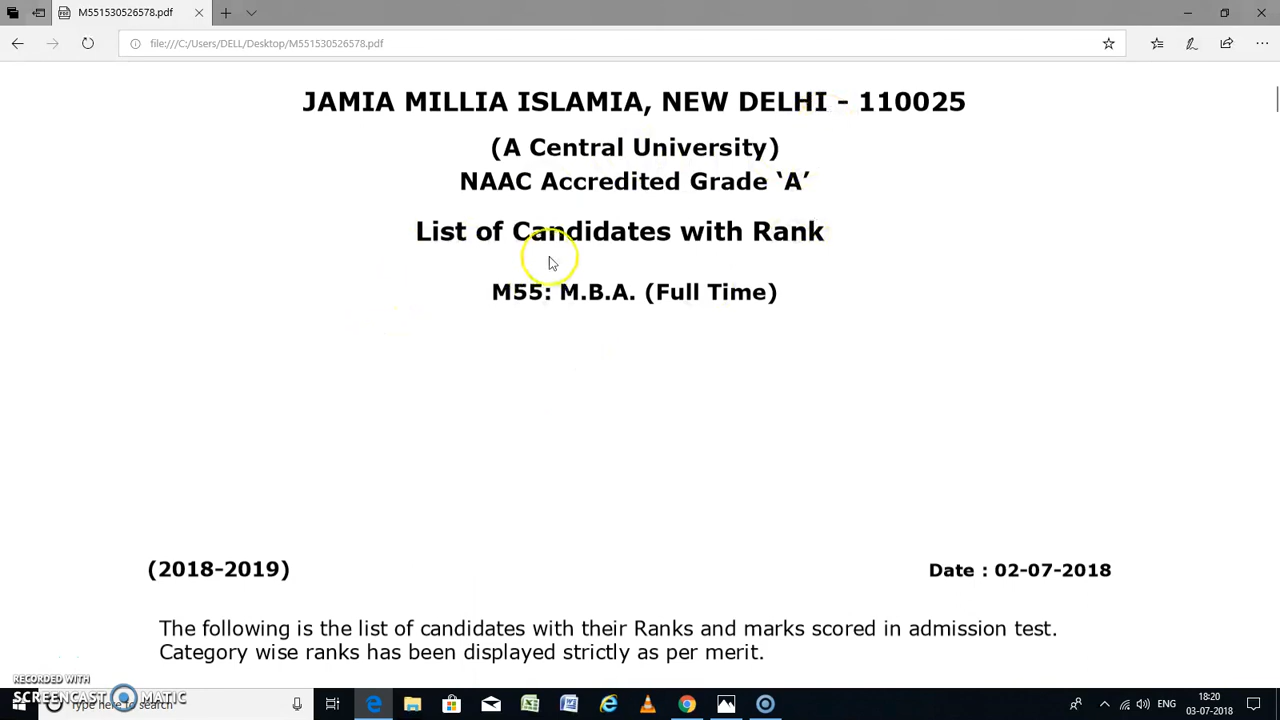 M551530526578.pdf
file:///C:/Users/DELL/Desktop/M551530526578.pdf
JAMIA MILLIA ISLAMIA, NEW DELHI - 110025
(A Central University)
NAAC Accredited Grade ‘A’
List of Candidates with Rank
M55: M.B.A. (Full Time)
(2018-2019)
Date : 02-07-2018
The following is the list of candidates with their Ranks and marks scored in admission test.
Category wise ranks has been displayed strictly as per merit.
RECORDED WITH
SCREENCAST MATIC
Type here to search
ENG
18:20
03-07-2018